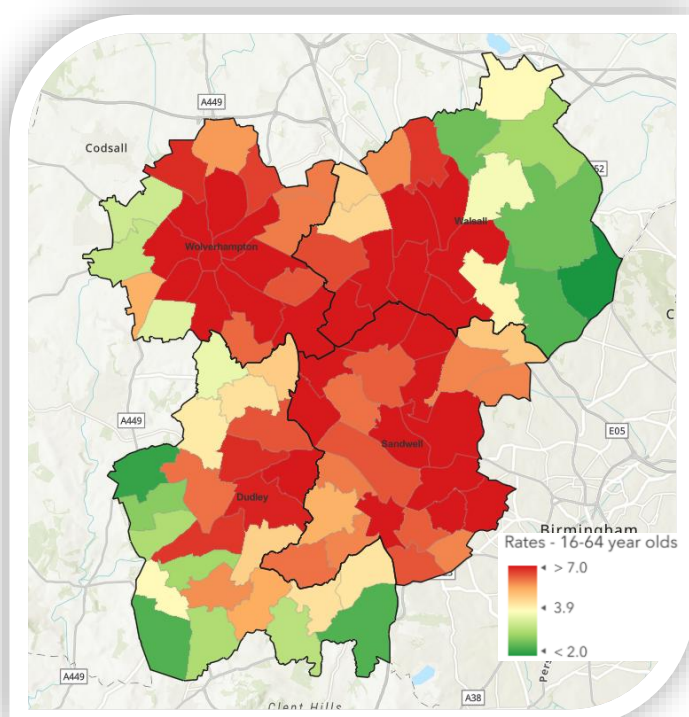 A449
Codsall
Wolverhampton
Walsall
A449
E05
Sandwell
Dudley
Birmingham
Rates - 16-64 year olds
> 7.0
3.9
< 2.0
A449
A38
Clent Hills